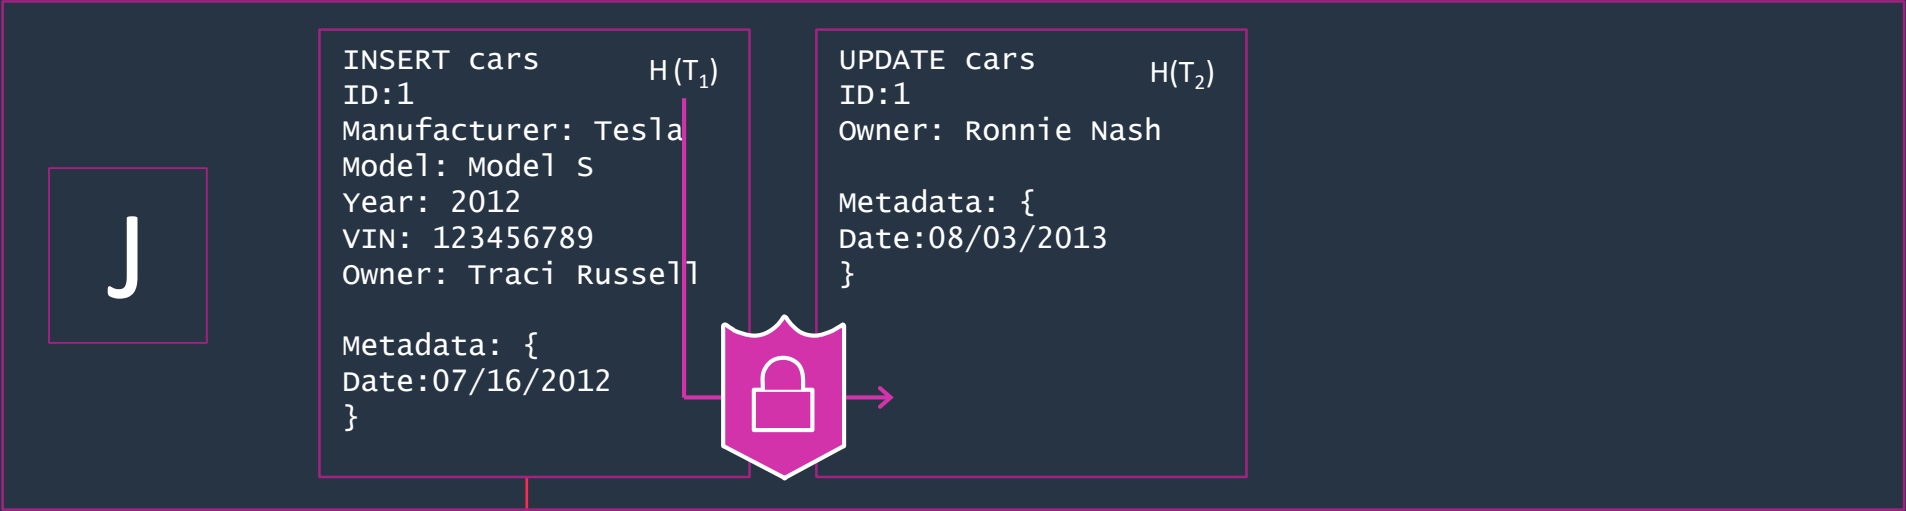 J
INSERT cars
H(T₁)
ID:1
Manufacturer: Tesla
Model: Model S
Year: 2012
VIN: 123456789
Owner: Traci Russell
Metadata: {
Date:07/16/2012
}
UPDATE cars
H(T₂)
ID:1
Owner: Ronnie Nash
Metadata: {
Date:08/03/2013
}